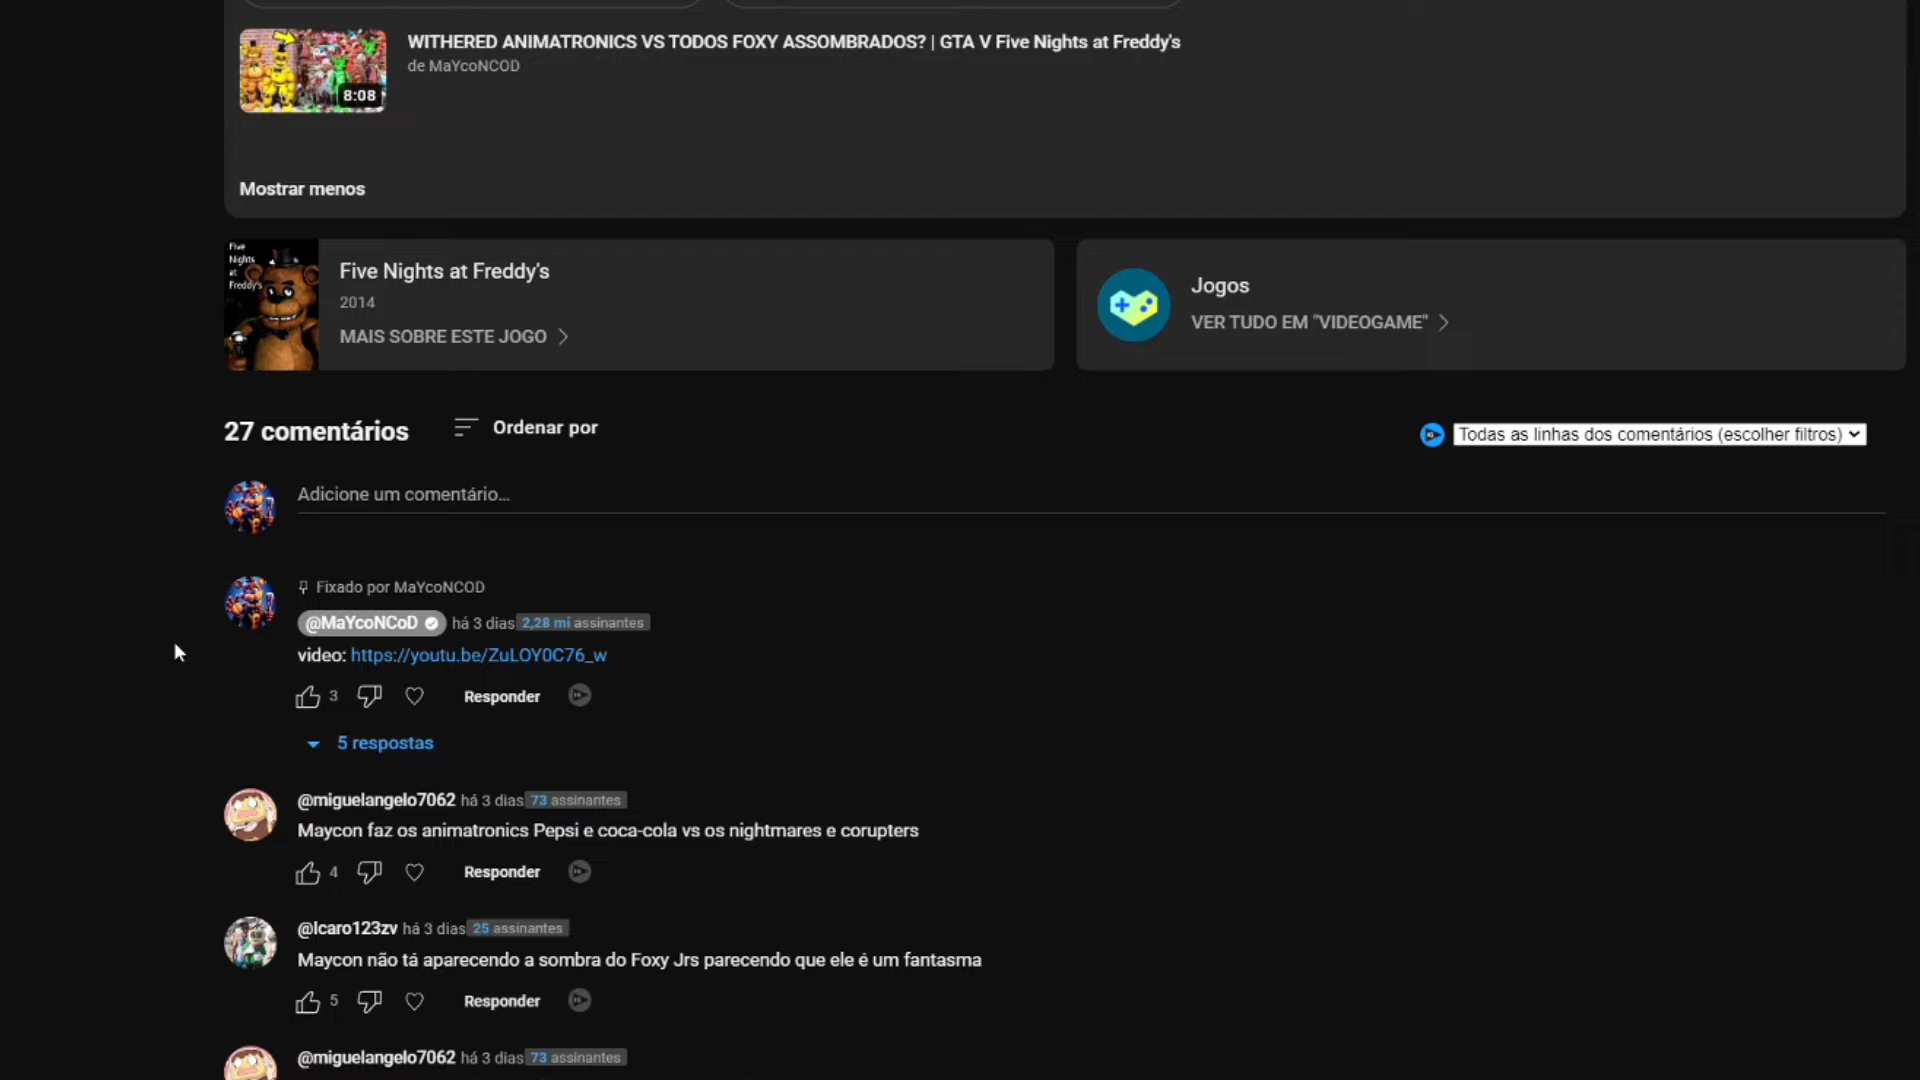 WITHERED ANIMATRONICS VS TODOS FOXY ASSOMBRADOS? | GTA V Five Nights at Freddy's
de MaYcoNCOD
8:08
Mostrar menos
Five
Nights
at
Freddy's
Five Nights at Freddy's
2014
MAIS SOBRE ESTE JOGO
Jogos
VER TUDO EM "VIDEOGAME"
27 comentários
Ordenar por
Todas as linhas dos comentários (escolher filtros)
Adicione um comentário...
Fixado por MaYcoNCOD
@MaYcoNCoD há 3 dias 2,28 mi assinantes
video: https://youtu.be/ZuLOY0C76_w
3 Responder
5 respostas
@miguelangelo7062 há 3 dias 73 assinantes
Maycon faz os animatronics Pepsi e coca-cola vs os nightmares e corupters
4 Responder
@Icaro123zv há 3 dias 25 assinantes
Maycon não tá aparecendo a sombra do Foxy Jrs parecendo que ele é um fantasma
5 Responder
@miguelangelo7062 há 3 dias 73 assinantes